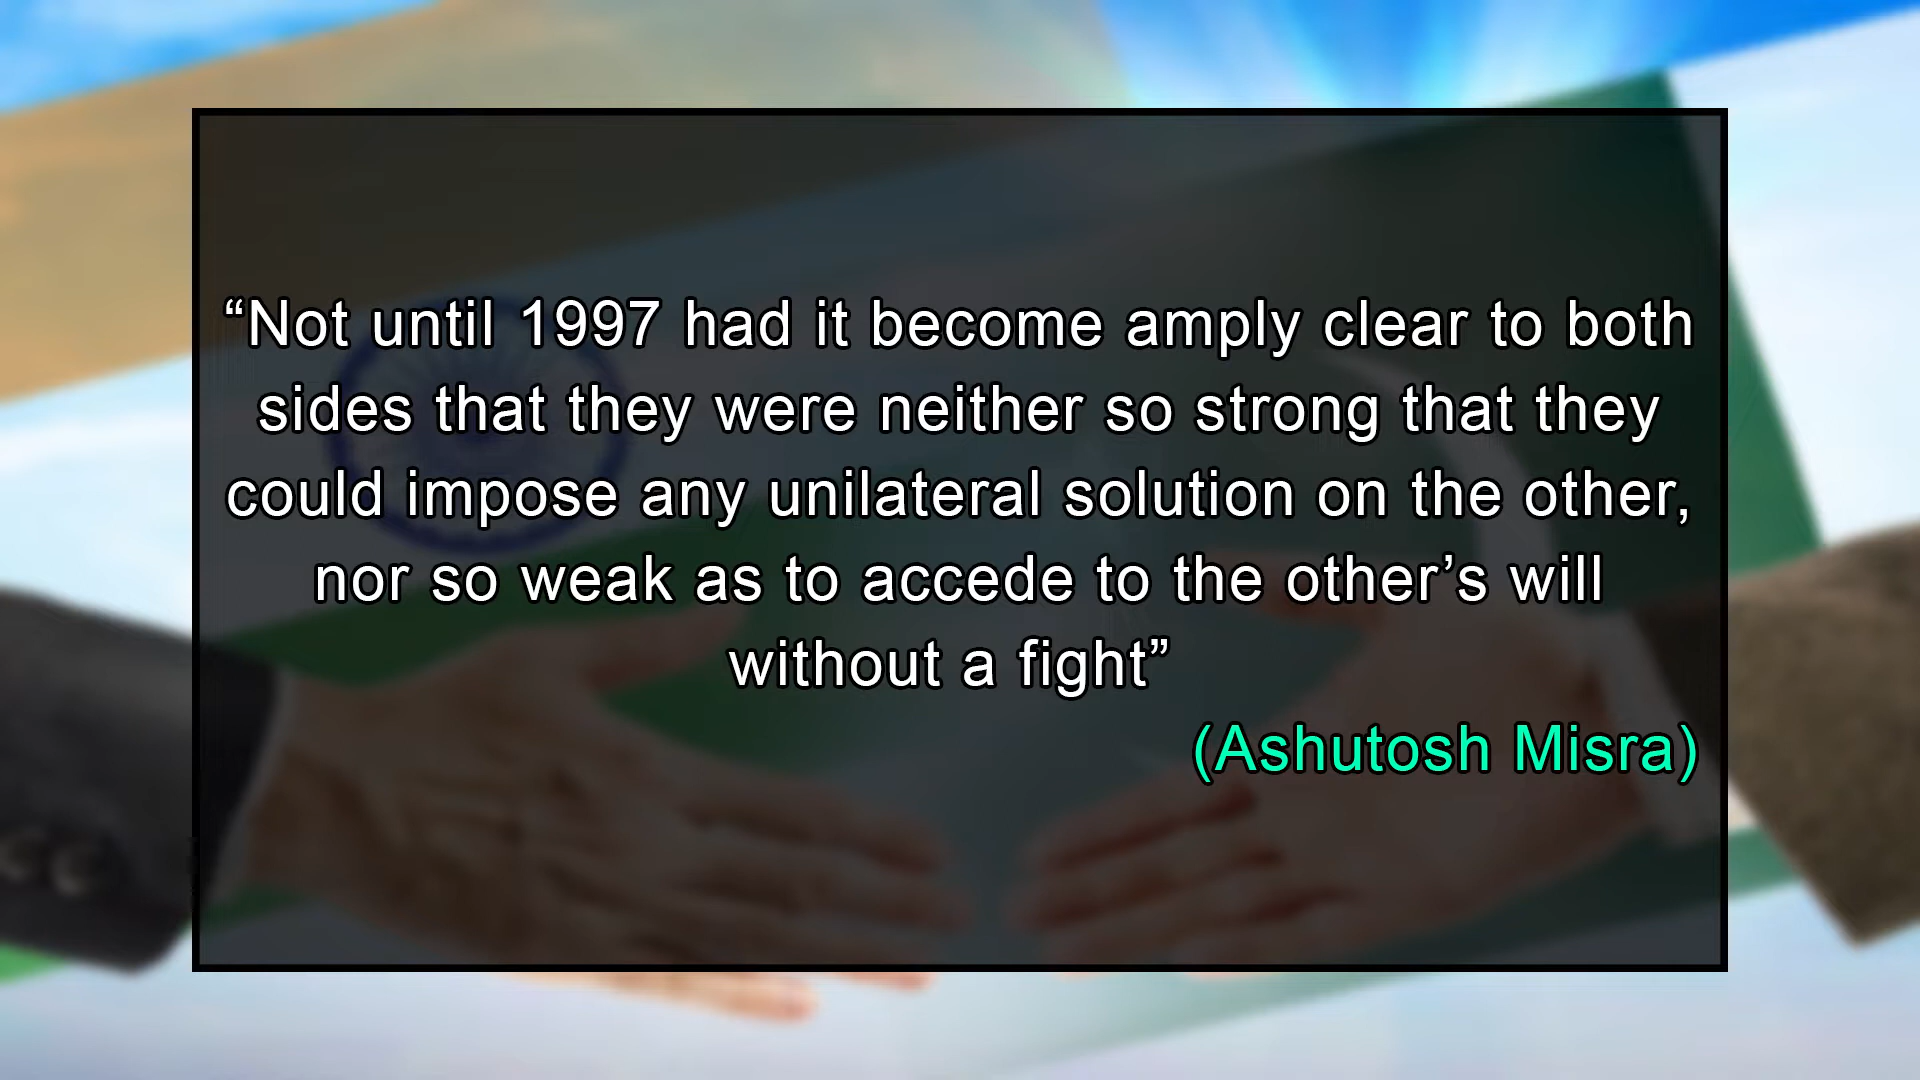 “Not until 1997 had it become amply clear to both
sides that they were neither so strong that they
could impose any unilateral solution on the other,
nor so weak as to accede to the other’s will
without a fight”
(Ashutosh Misra)